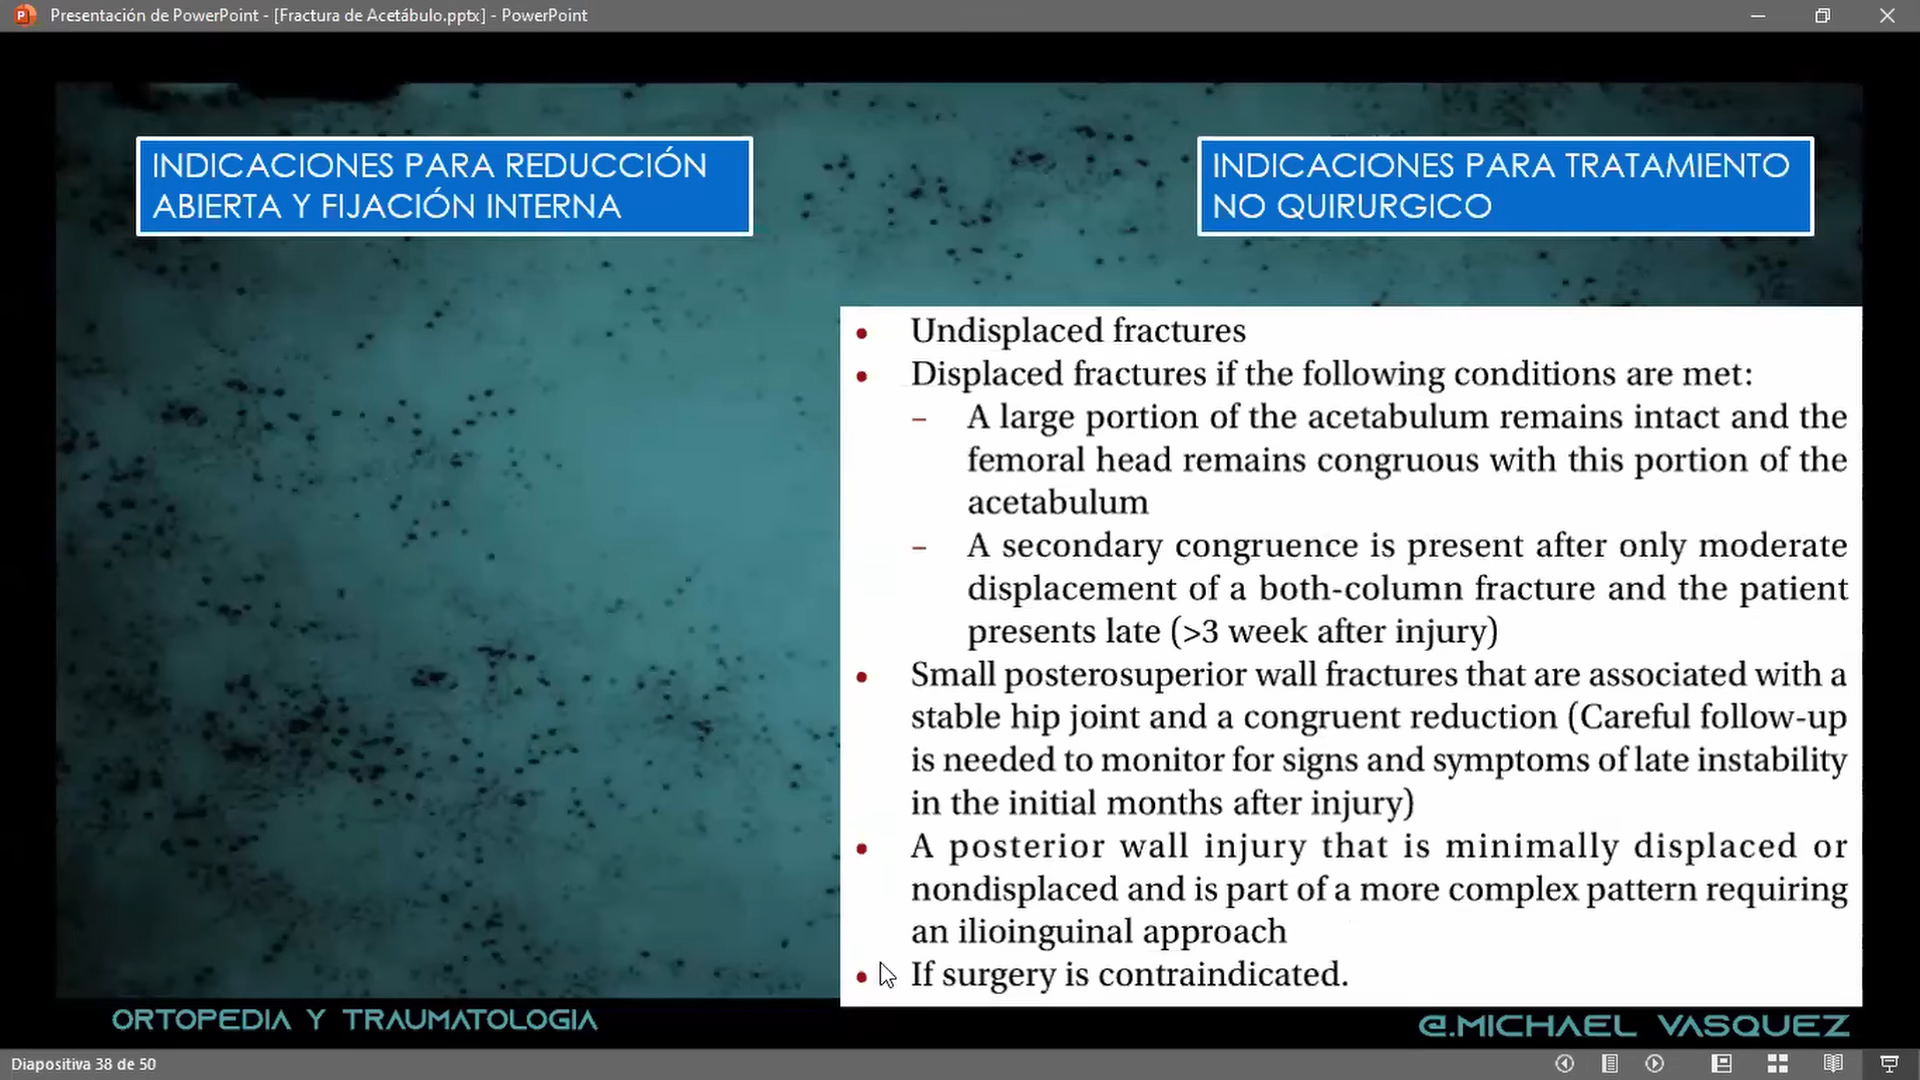 Presentación de PowerPoint - [Fractura de Acetábulo.pptx] - PowerPoint
INDICACIONES PARA REDUCCIÓN
ABIERTA Y FIJACIÓN INTERNA
INDICACIONES PARA TRATAMIENTO
NO QUIRURGICO
• Undisplaced fractures
• Displaced fractures if the following conditions are met:
– A large portion of the acetabulum remains intact and the
femoral head remains congruous with this portion of the
acetabulum
– A secondary congruence is present after only moderate
displacement of a both-column fracture and the patient
presents late (>3 week after injury)
• Small posterosuperior wall fractures that are associated with a
stable hip joint and a congruent reduction (Careful follow-up
is needed to monitor for signs and symptoms of late instability
in the initial months after injury)
• A posterior wall injury that is minimally displaced or
nondisplaced and is part of a more complex pattern requiring
an ilioinguinal approach
• If surgery is contraindicated.
ORTOPEDIA Y TRAUMATOLOGIA
@.MICHAEL VASQUEZ
Diapositiva 38 de 50